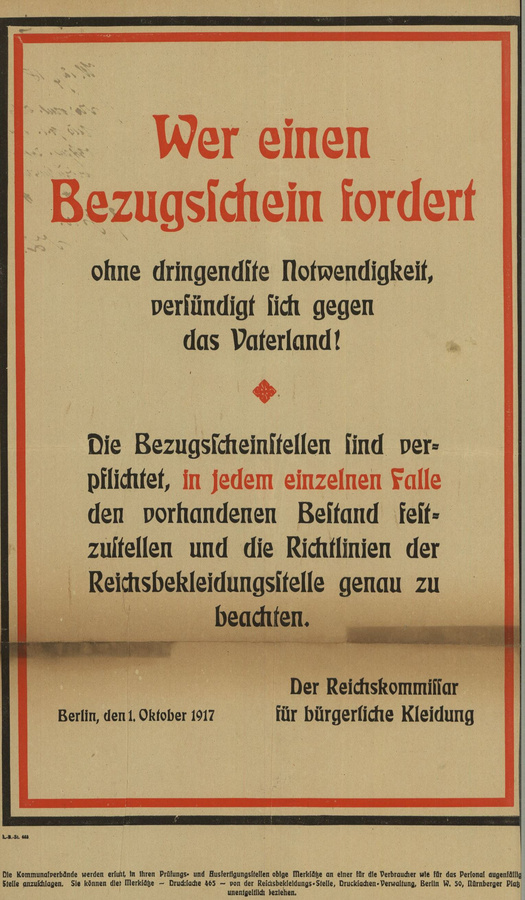 Wer einen
Bezugsſchein fordert
ohne dringendſte Notwendigkeit,
verſündigt ſich gegen
das Vaterland!
Die Bezugsſcheinſtellen ſind ver=
pflichtet, in jedem einzelnen Falle
den vorhandenen Beſtand feſt=
zuſtellen und die Richtlinien der
Reichsbekleidungsſtelle genau zu
beachten.
Der Reichskommiſſar
Berlin, den 1. Oktober 1917 für bürgerliche Kleidung
Die Kommunalverbände werden erſucht, in ihren Prüfungs- und Ausfertigungsſtellen obige Merkſätze an einer für die Verbraucher wie für das Perſonal augenfällig
Stelle anzuſchlagen. Sie können die Merkſätze — Druckſache 465 — von der Reichsbekleidungs-Stelle, Druckſachen-Verwaltung, Berlin W. 50, Nürnberger Platz
unentgeltlich beziehen.